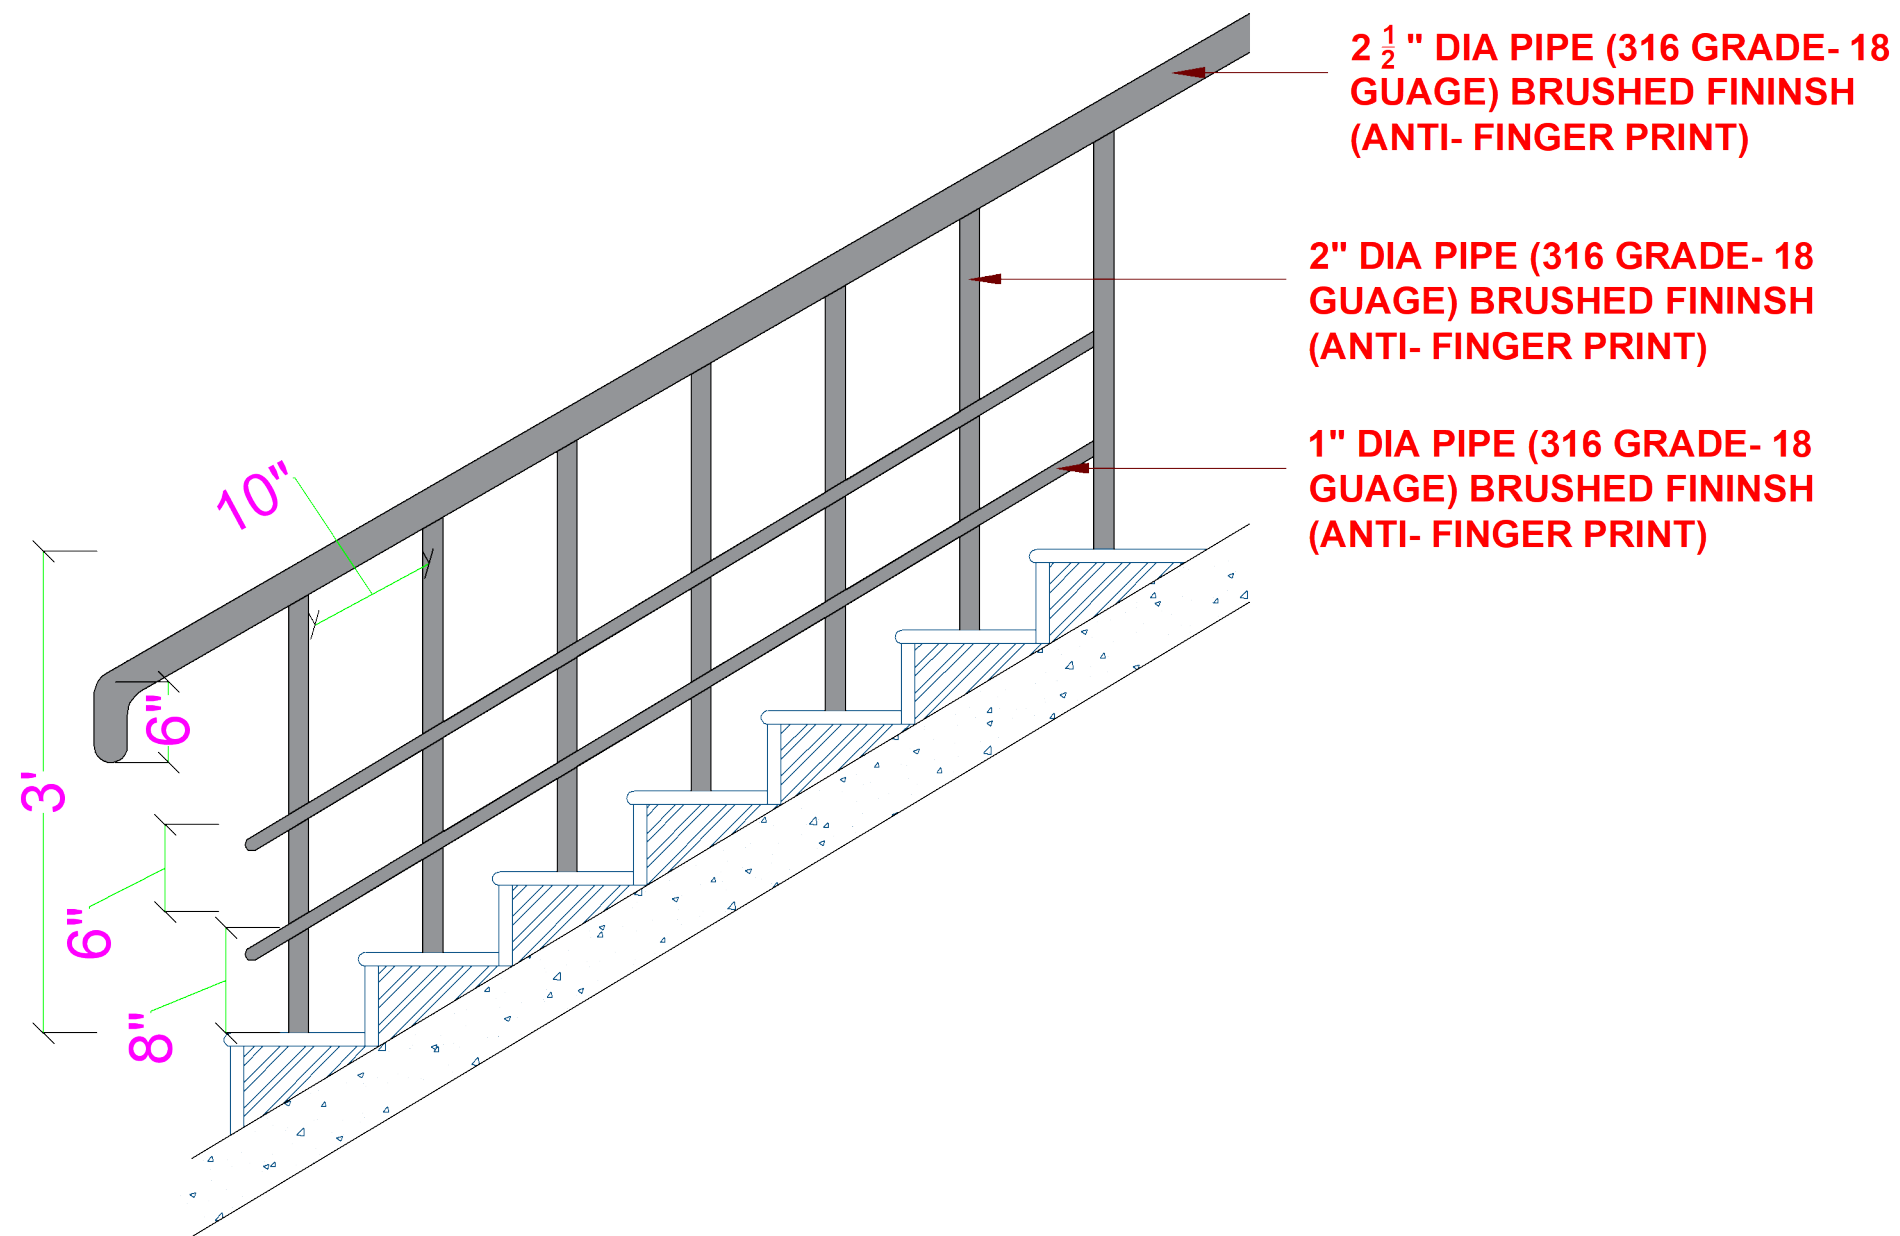 2 1/2 " DIA PIPE (316 GRADE- 18
GUAGE) BRUSHED FININSH
(ANTI- FINGER PRINT)
2" DIA PIPE (316 GRADE- 18
GUAGE) BRUSHED FININSH
(ANTI- FINGER PRINT)
1" DIA PIPE (316 GRADE- 18
GUAGE) BRUSHED FININSH
(ANTI- FINGER PRINT)
10"
6"
3'
6"
8"